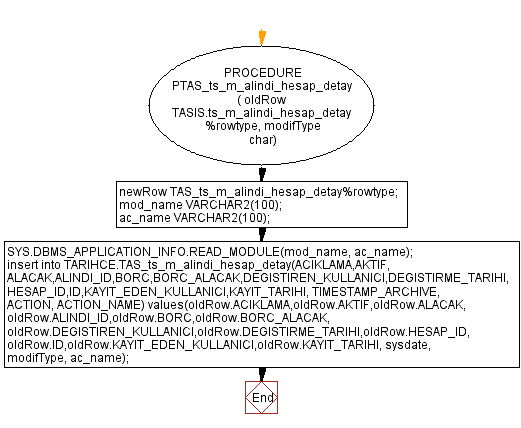 PROCEDURE
PTAS_ts_m_alindi_hesap_detay
( oldRow
TASIS.ts_m_alindi_hesap_detay
%rowtype, modifType
char)
newRow TAS_ts_m_alindi_hesap_detay%rowtype;
mod_name VARCHAR2(100);
ac_name VARCHAR2(100);
SYS.DBMS_APPLICATION_INFO.READ_MODULE(mod_name, ac_name);
insert into TARIHCE.TAS_ts_m_alindi_hesap_detay(ACIKLAMA,AKTIF,
ALACAK,ALINDI_ID,BORC,BORC_ALACAK,DEGISTIREN_KULLANICI,DEGISTIRME_TARIHI,
HESAP_ID,ID,KAYIT_EDEN_KULLANICI,KAYIT_TARIHI, TIMESTAMP_ARCHIVE,
ACTION, ACTION_NAME) values(oldRow.ACIKLAMA,oldRow.AKTIF,oldRow.ALACAK,
oldRow.ALINDI_ID,oldRow.BORC,oldRow.BORC_ALACAK,
oldRow.DEGISTIREN_KULLANICI,oldRow.DEGISTIRME_TARIHI,oldRow.HESAP_ID,
oldRow.ID,oldRow.KAYIT_EDEN_KULLANICI,oldRow.KAYIT_TARIHI, sysdate,
modifType, ac_name);
End